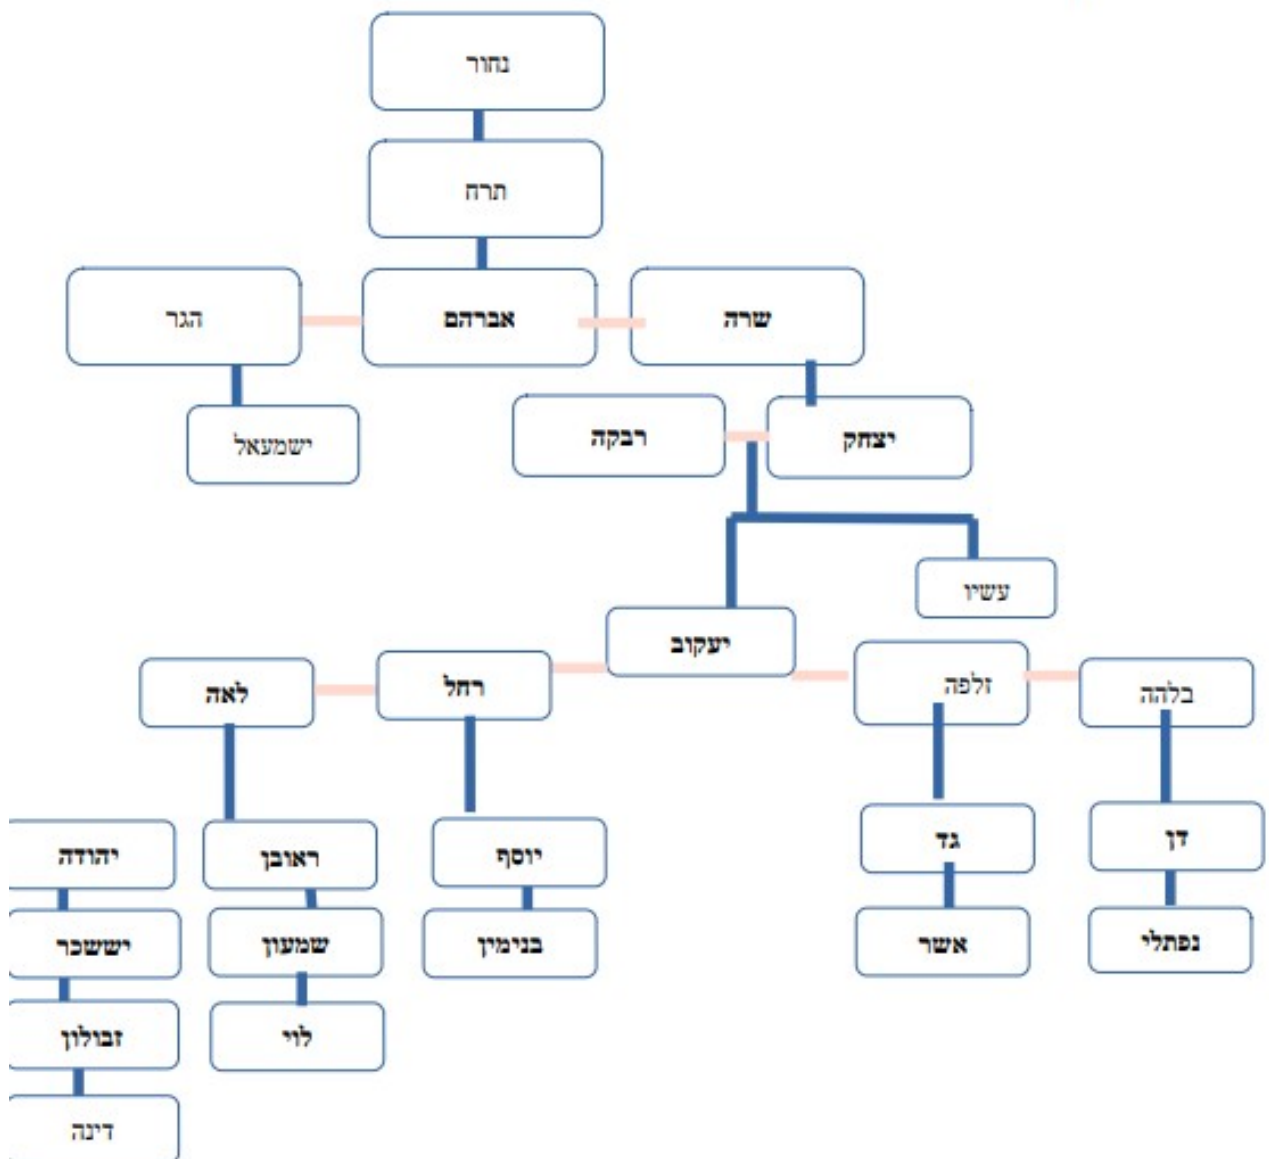 נחור
תרח
שרה
אברהם
הגר
יצחק
רבקה
ישמעאל
עשיו
יעקוב
בלהה
זלפה
רחל
לאה
דן
גד
יוסף
ראובן
יהודה
נפתלי
אשר
בנימין
שמעון
יששכר
לוי
זבולון
דינה